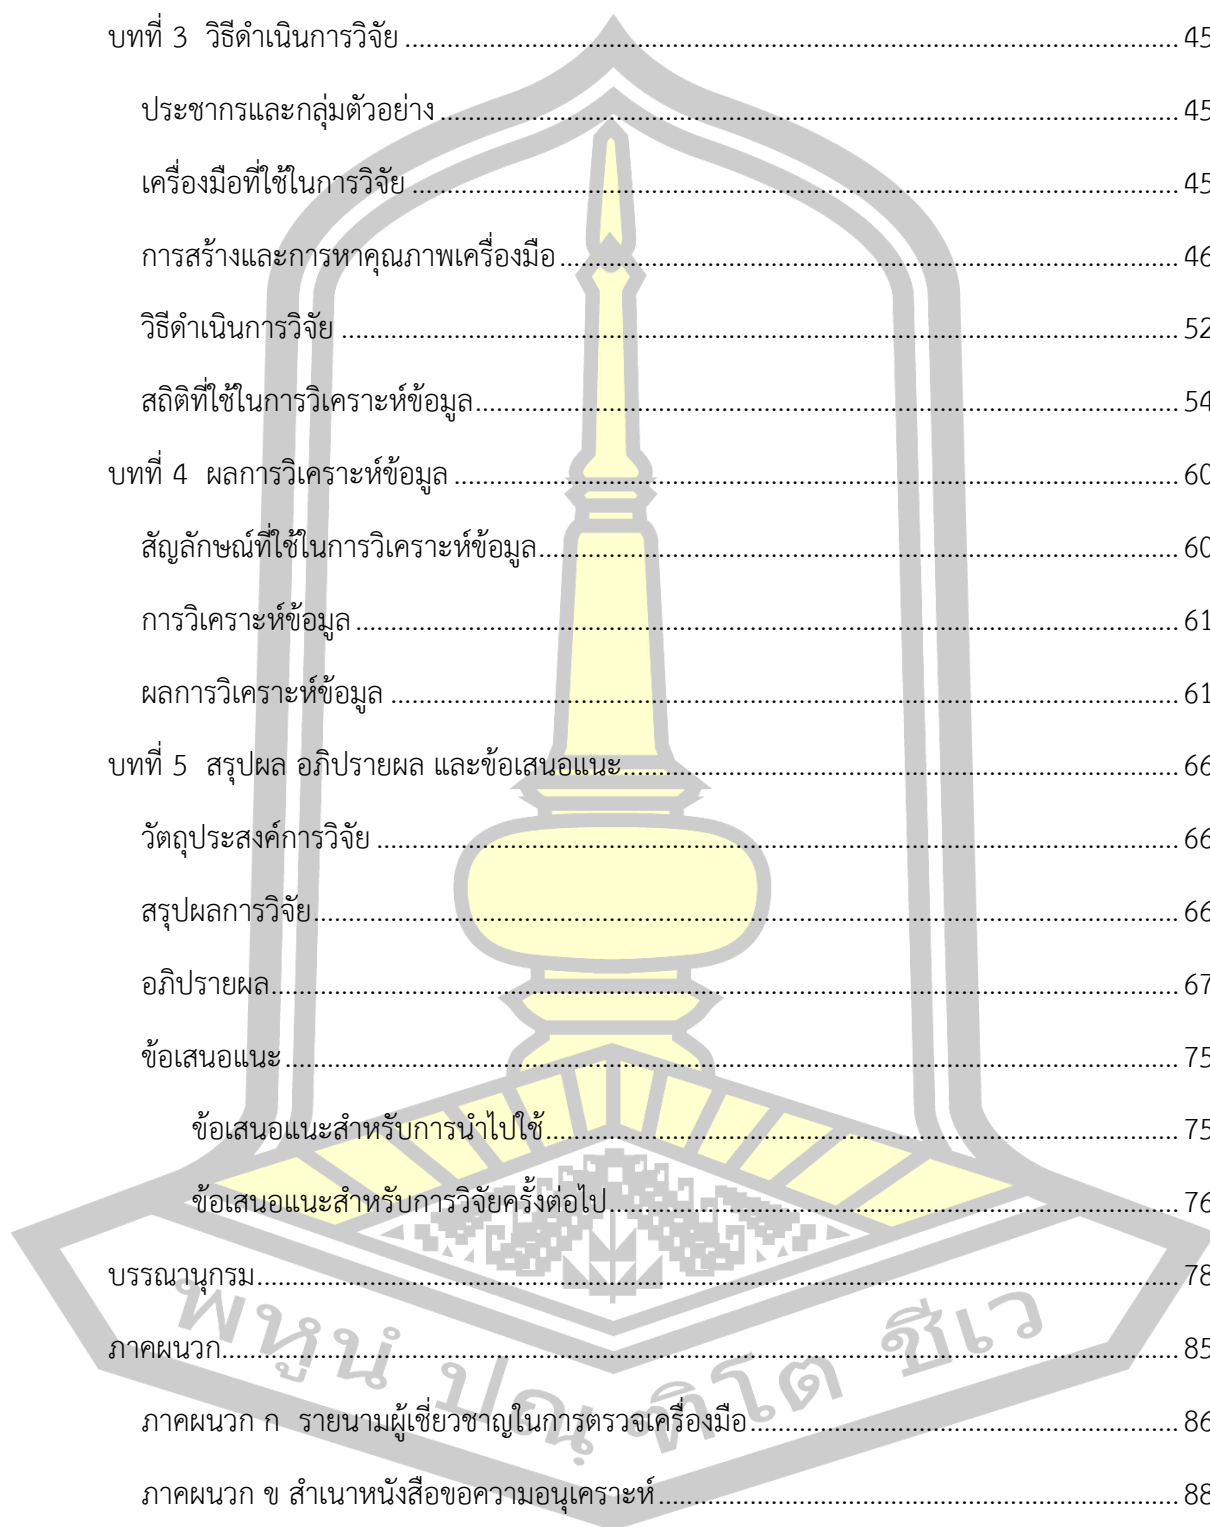 บทที่ 3 วิธีดำเนินการวิจัย .......... 45
ประชากรและกลุ่มตัวอย่าง .......... 45
เครื่องมือที่ใช้ในการวิจัย .......... 45
การสร้างและการหาคุณภาพเครื่องมือ .......... 46
วิธีดำเนินการวิจัย .......... 52
สถิติที่ใช้ในการวิเคราะห์ข้อมูล .......... 54
บทที่ 4 ผลการวิเคราะห์ข้อมูล .......... 60
สัญลักษณ์ที่ใช้ในการวิเคราะห์ข้อมูล .......... 60
การวิเคราะห์ข้อมูล .......... 61
ผลการวิเคราะห์ข้อมูล .......... 61
บทที่ 5 สรุปผล อภิปรายผล และข้อเสนอแนะ .......... 66
วัตถุประสงค์การวิจัย .......... 66
สรุปผลการวิจัย .......... 66
อภิปรายผล .......... 67
ข้อเสนอแนะ .......... 75
ข้อเสนอแนะสำหรับการนำไปใช้ .......... 75
ข้อเสนอแนะสำหรับการวิจัยครั้งต่อไป .......... 76
บรรณานุกรม .......... 78
ภาคผนวก .......... 85
ภาคผนวก ก รายนามผู้เชี่ยวชาญในการตรวจเครื่องมือ .......... 86
ภาคผนวก ข สำเนาหนังสือขอความอนุเคราะห์ .......... 88
พหูนํ ปณฺฑิโต ชีเว